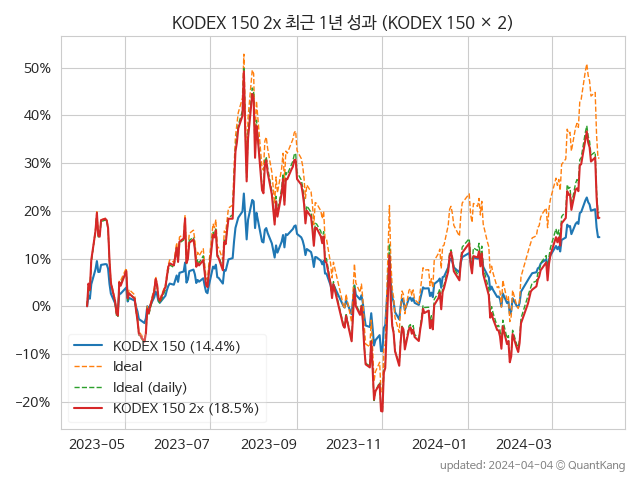 KODEX 150 2x 최근 1년 성과 (KODEX 150 × 2)
50%
40%
30%
20%
10%
0%
−10%
−20%
KODEX 150 (14.4%)
Ideal
Ideal (daily)
KODEX 150 2x (18.5%)
2023-05
2023-07
2023-09
2023-11
2024-01
2024-03
updated: 2024-04-04 © QuantKang